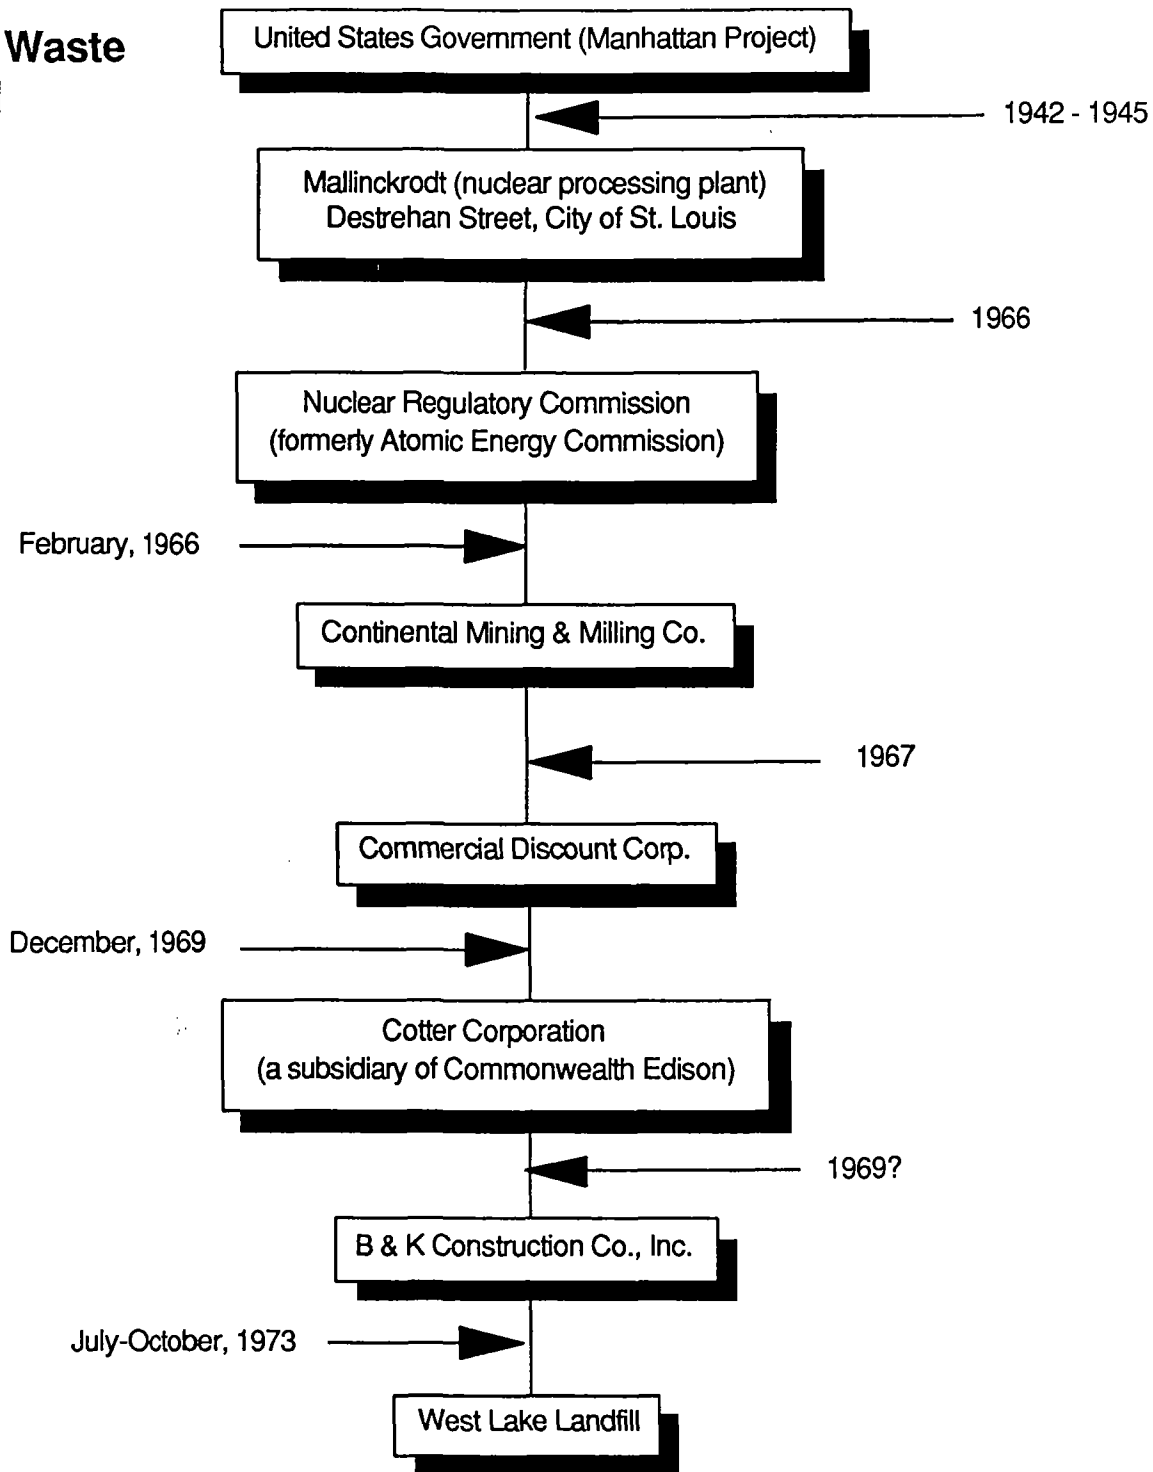 Waste
United States Government (Manhattan Project)
1942 - 1945
Mallinckrodt (nuclear processing plant)
Destrehan Street, City of St. Louis
1966
Nuclear Regulatory Commission
(formerly Atomic Energy Commission)
February, 1966
Continental Mining & Milling Co.
1967
Commercial Discount Corp.
December, 1969
Cotter Corporation
(a subsidiary of Commonwealth Edison)
1969?
B & K Construction Co., Inc.
July-October, 1973
West Lake Landfill